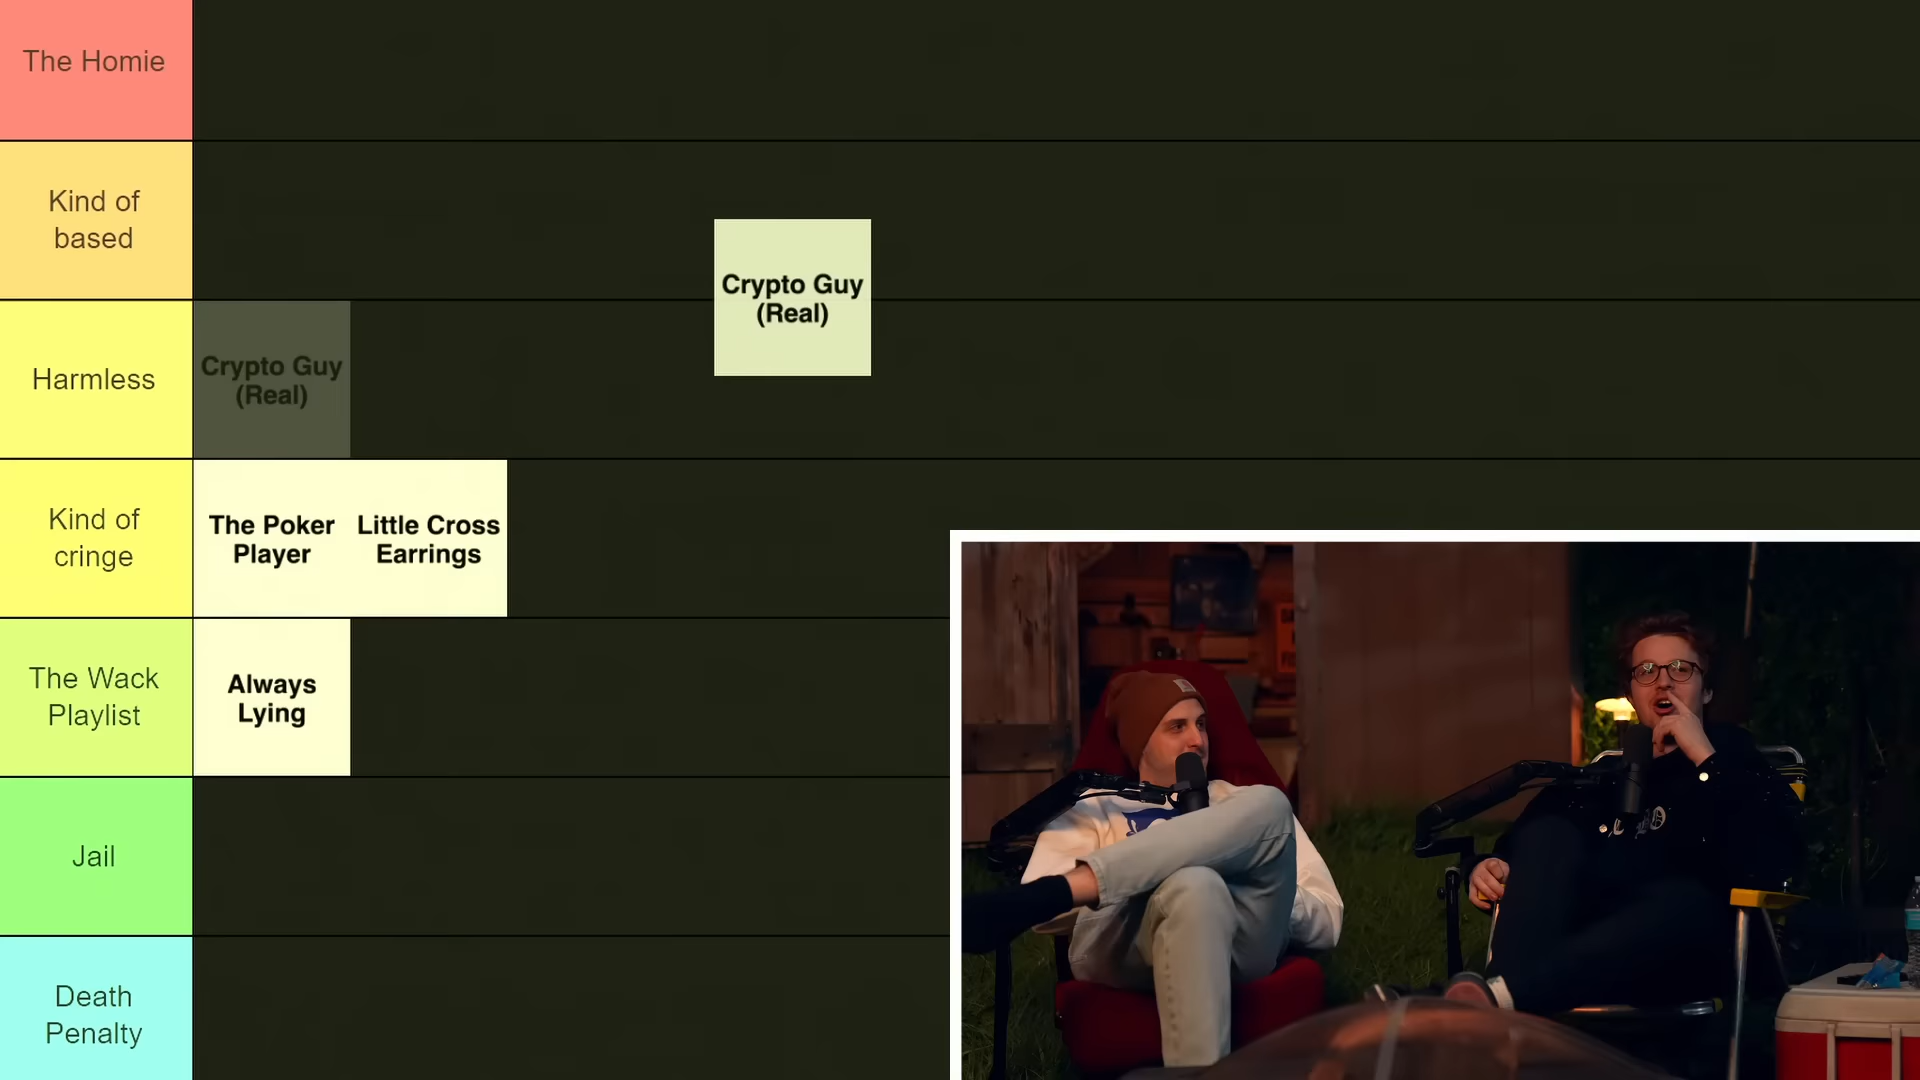 The Homie
Kind of
based
Crypto Guy
(Real)
Harmless
Crypto Guy
(Real)
Kind of
cringe
The Poker
Player
Little Cross
Earrings
The Wack
Playlist
Always
Lying
Jail
Death
Penalty